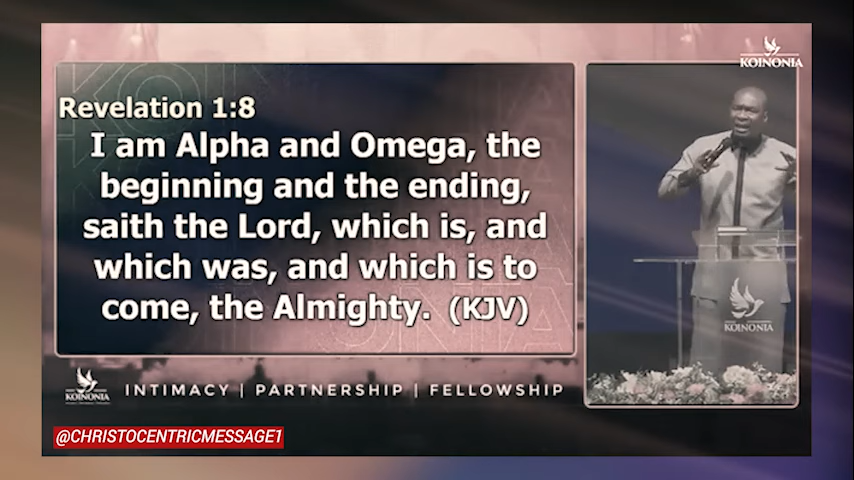 KOINONIA
Revelation 1:8
I am Alpha and Omega, the
beginning and the ending,
saith the Lord, which is, and
which was, and which is to
come, the Almighty. (KJV)
KOINONIA
KOINONIA
INTIMACY | PARTNERSHIP | FELLOWSHIP
@CHRISTOCENTRICMESSAGE1